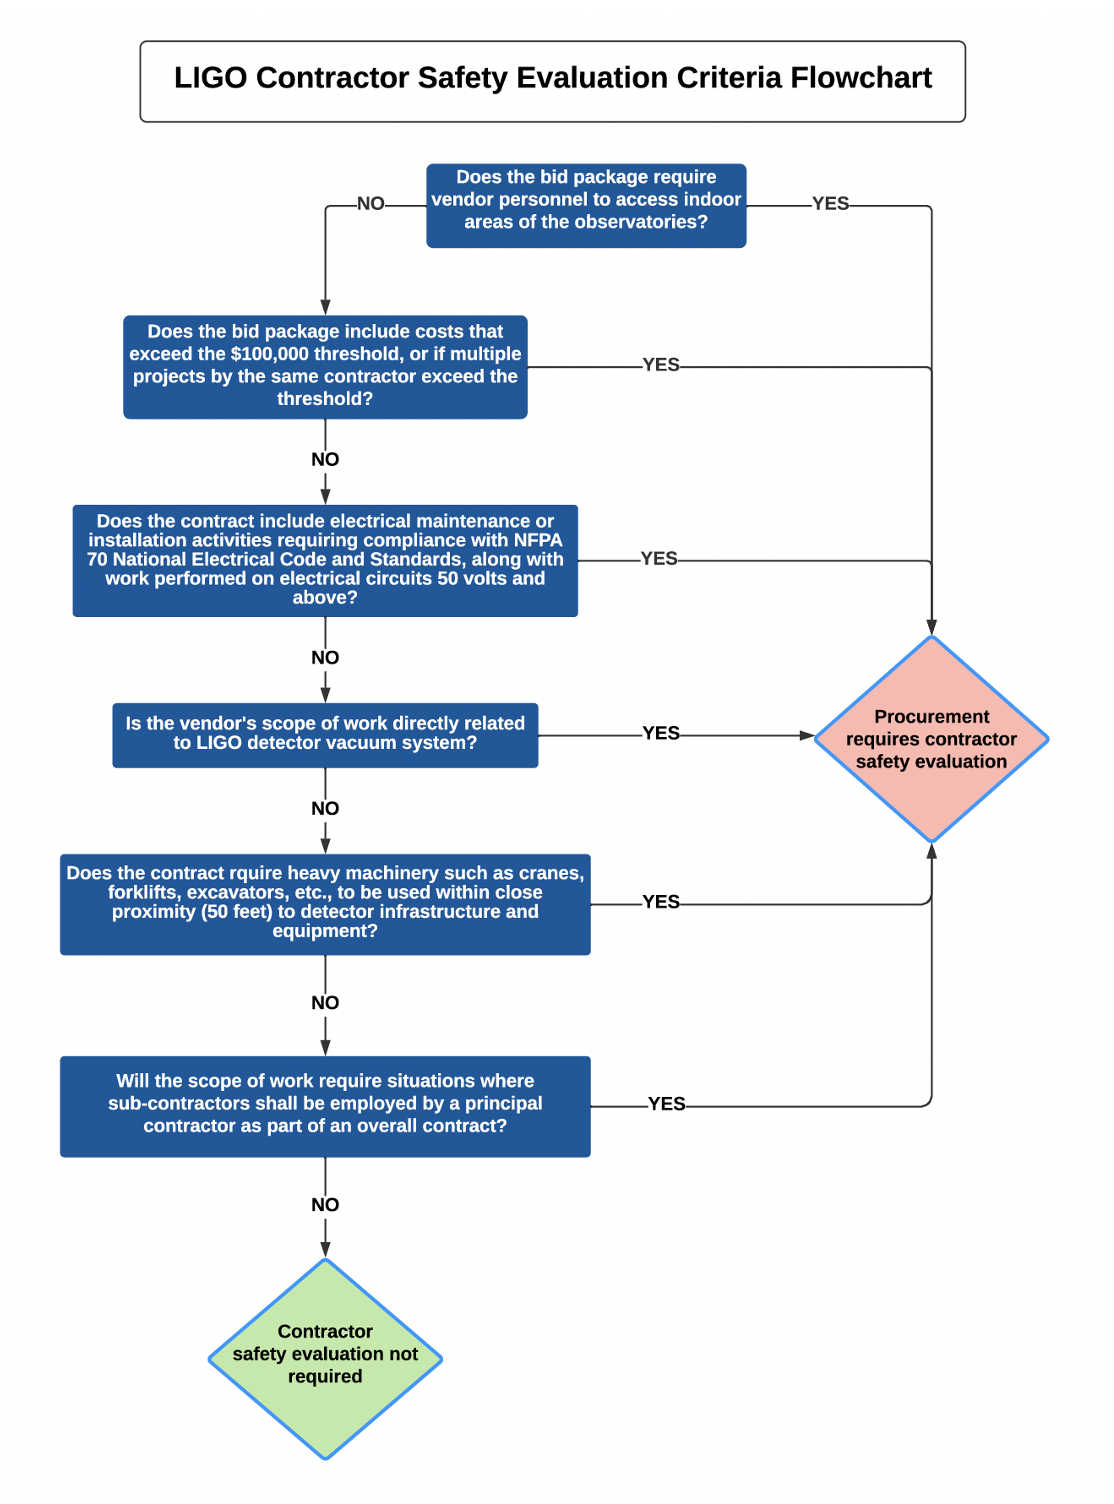 LIGO Contractor Safety Evaluation Criteria Flowchart
Does the bid package require
vendor personnel to access indoor
areas of the observatories?
NO
YES
Does the bid package include costs that
exceed the $100,000 threshold, or if multiple
projects by the same contractor exceed the
threshold?
YES
NO
Does the contract include electrical maintenance or
installation activities requiring compliance with NFPA
70 National Electrical Code and Standards, along with
work performed on electrical circuits 50 volts and
above?
YES
NO
Is the vendor's scope of work directly related
to LIGO detector vacuum system?
YES
Procurement
requires contractor
safety evaluation
NO
Does the contract rquire heavy machinery such as cranes,
forklifts, excavators, etc., to be used within close
proximity (50 feet) to detector infrastructure and
equipment?
YES
NO
Will the scope of work require situations where
sub-contractors shall be employed by a principal
contractor as part of an overall contract?
YES
NO
Contractor
safety evaluation not
required